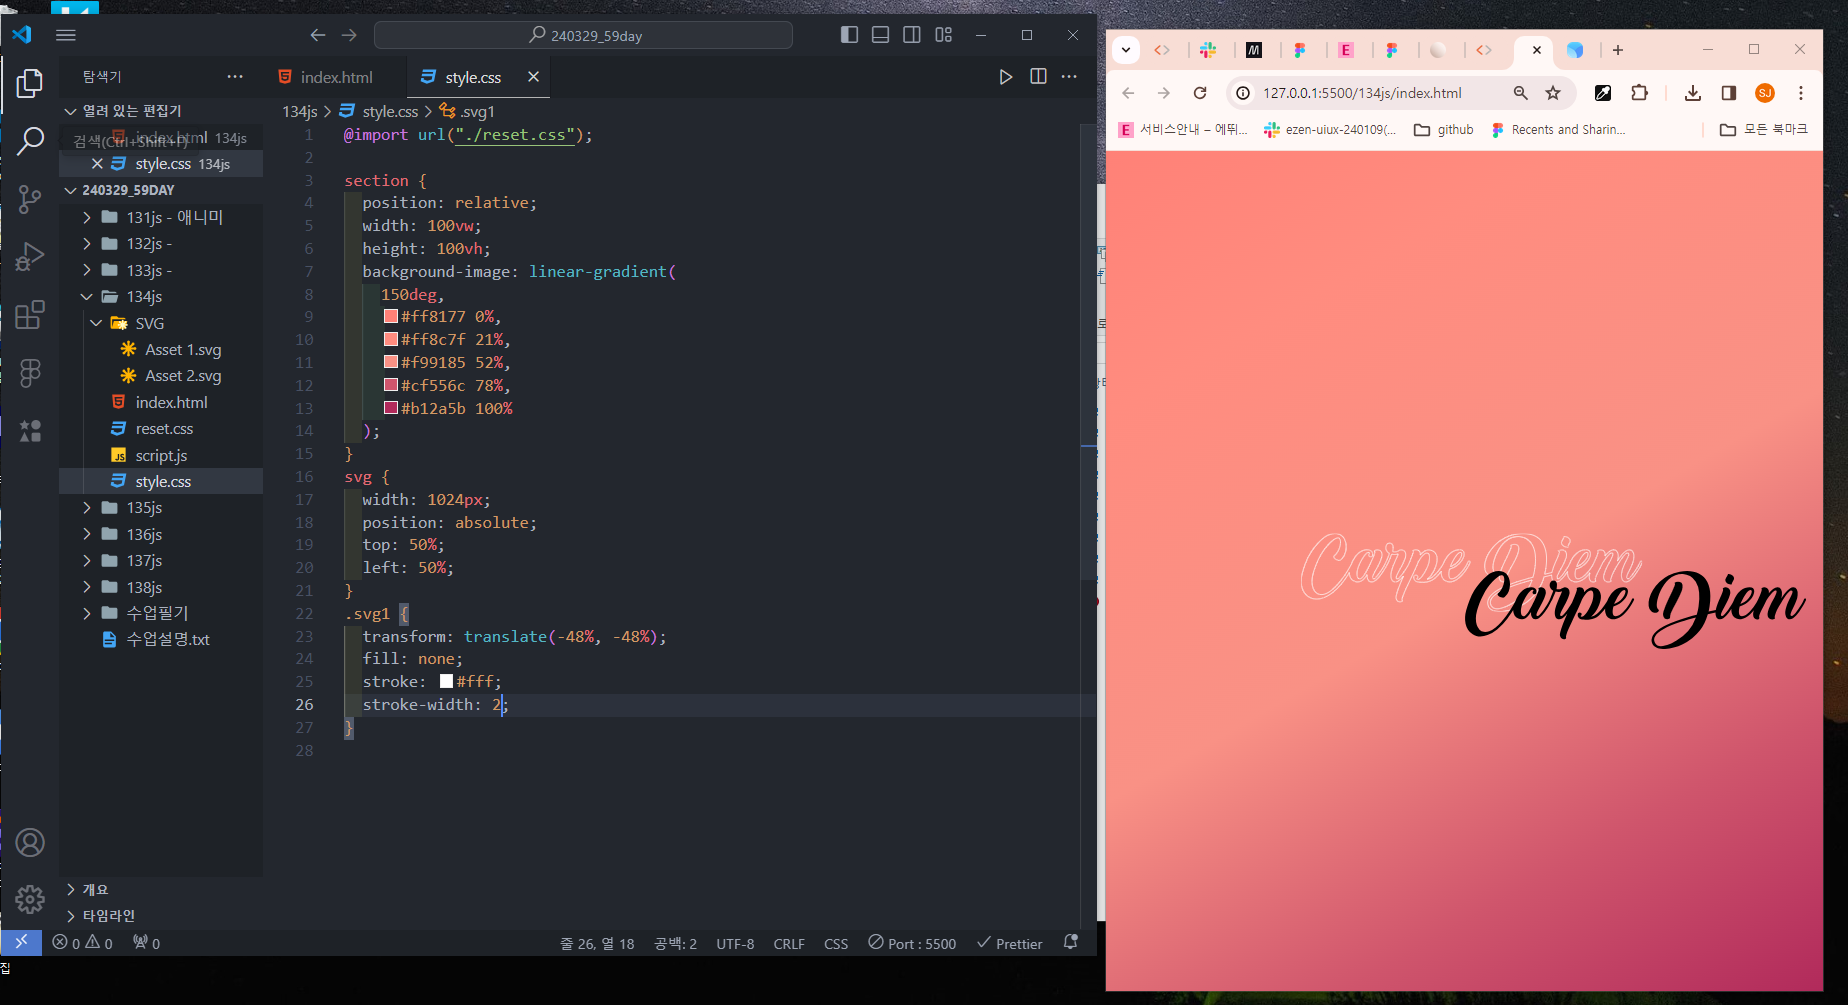 240329_59day
탐색기
index.html
style.css
열려 있는 편집기
index.html 134js
검색(Ctrl+Shift+F)
style.css 134js
240329_59DAY
131js - 애니미
132js -
133js -
134js
SVG
Asset 1.svg
Asset 2.svg
index.html
reset.css
script.js
style.css
135js
136js
137js
138js
수업필기
수업설명.txt
개요
타임라인
134js > style.css > .svg1
1 @import url("./reset.css");
2
3 section {
4 position: relative;
5 width: 100vw;
6 height: 100vh;
7 background-image: linear-gradient(
8 150deg,
9 #ff8177 0%,
10 #ff8c7f 21%,
11 #f99185 52%,
12 #cf556c 78%,
13 #b12a5b 100%
14 );
15 }
16 svg {
17 width: 1024px;
18 position: absolute;
19 top: 50%;
20 left: 50%;
21 }
22 .svg1 {
23 transform: translate(-48%, -48%);
24 fill: none;
25 stroke: #fff;
26 stroke-width: 2;
27 }
28
0 0 0
줄 26, 열 18 공백: 2 UTF-8 CRLF CSS Port : 5500 Prettier
집
127.0.0.1:5500/134js/index.html
SJ
서비스안내 – 에뛰...
ezen-uiux-240109(...
github
Recents and Sharin...
모든 북마크
Carpe Diem
Carpe Diem